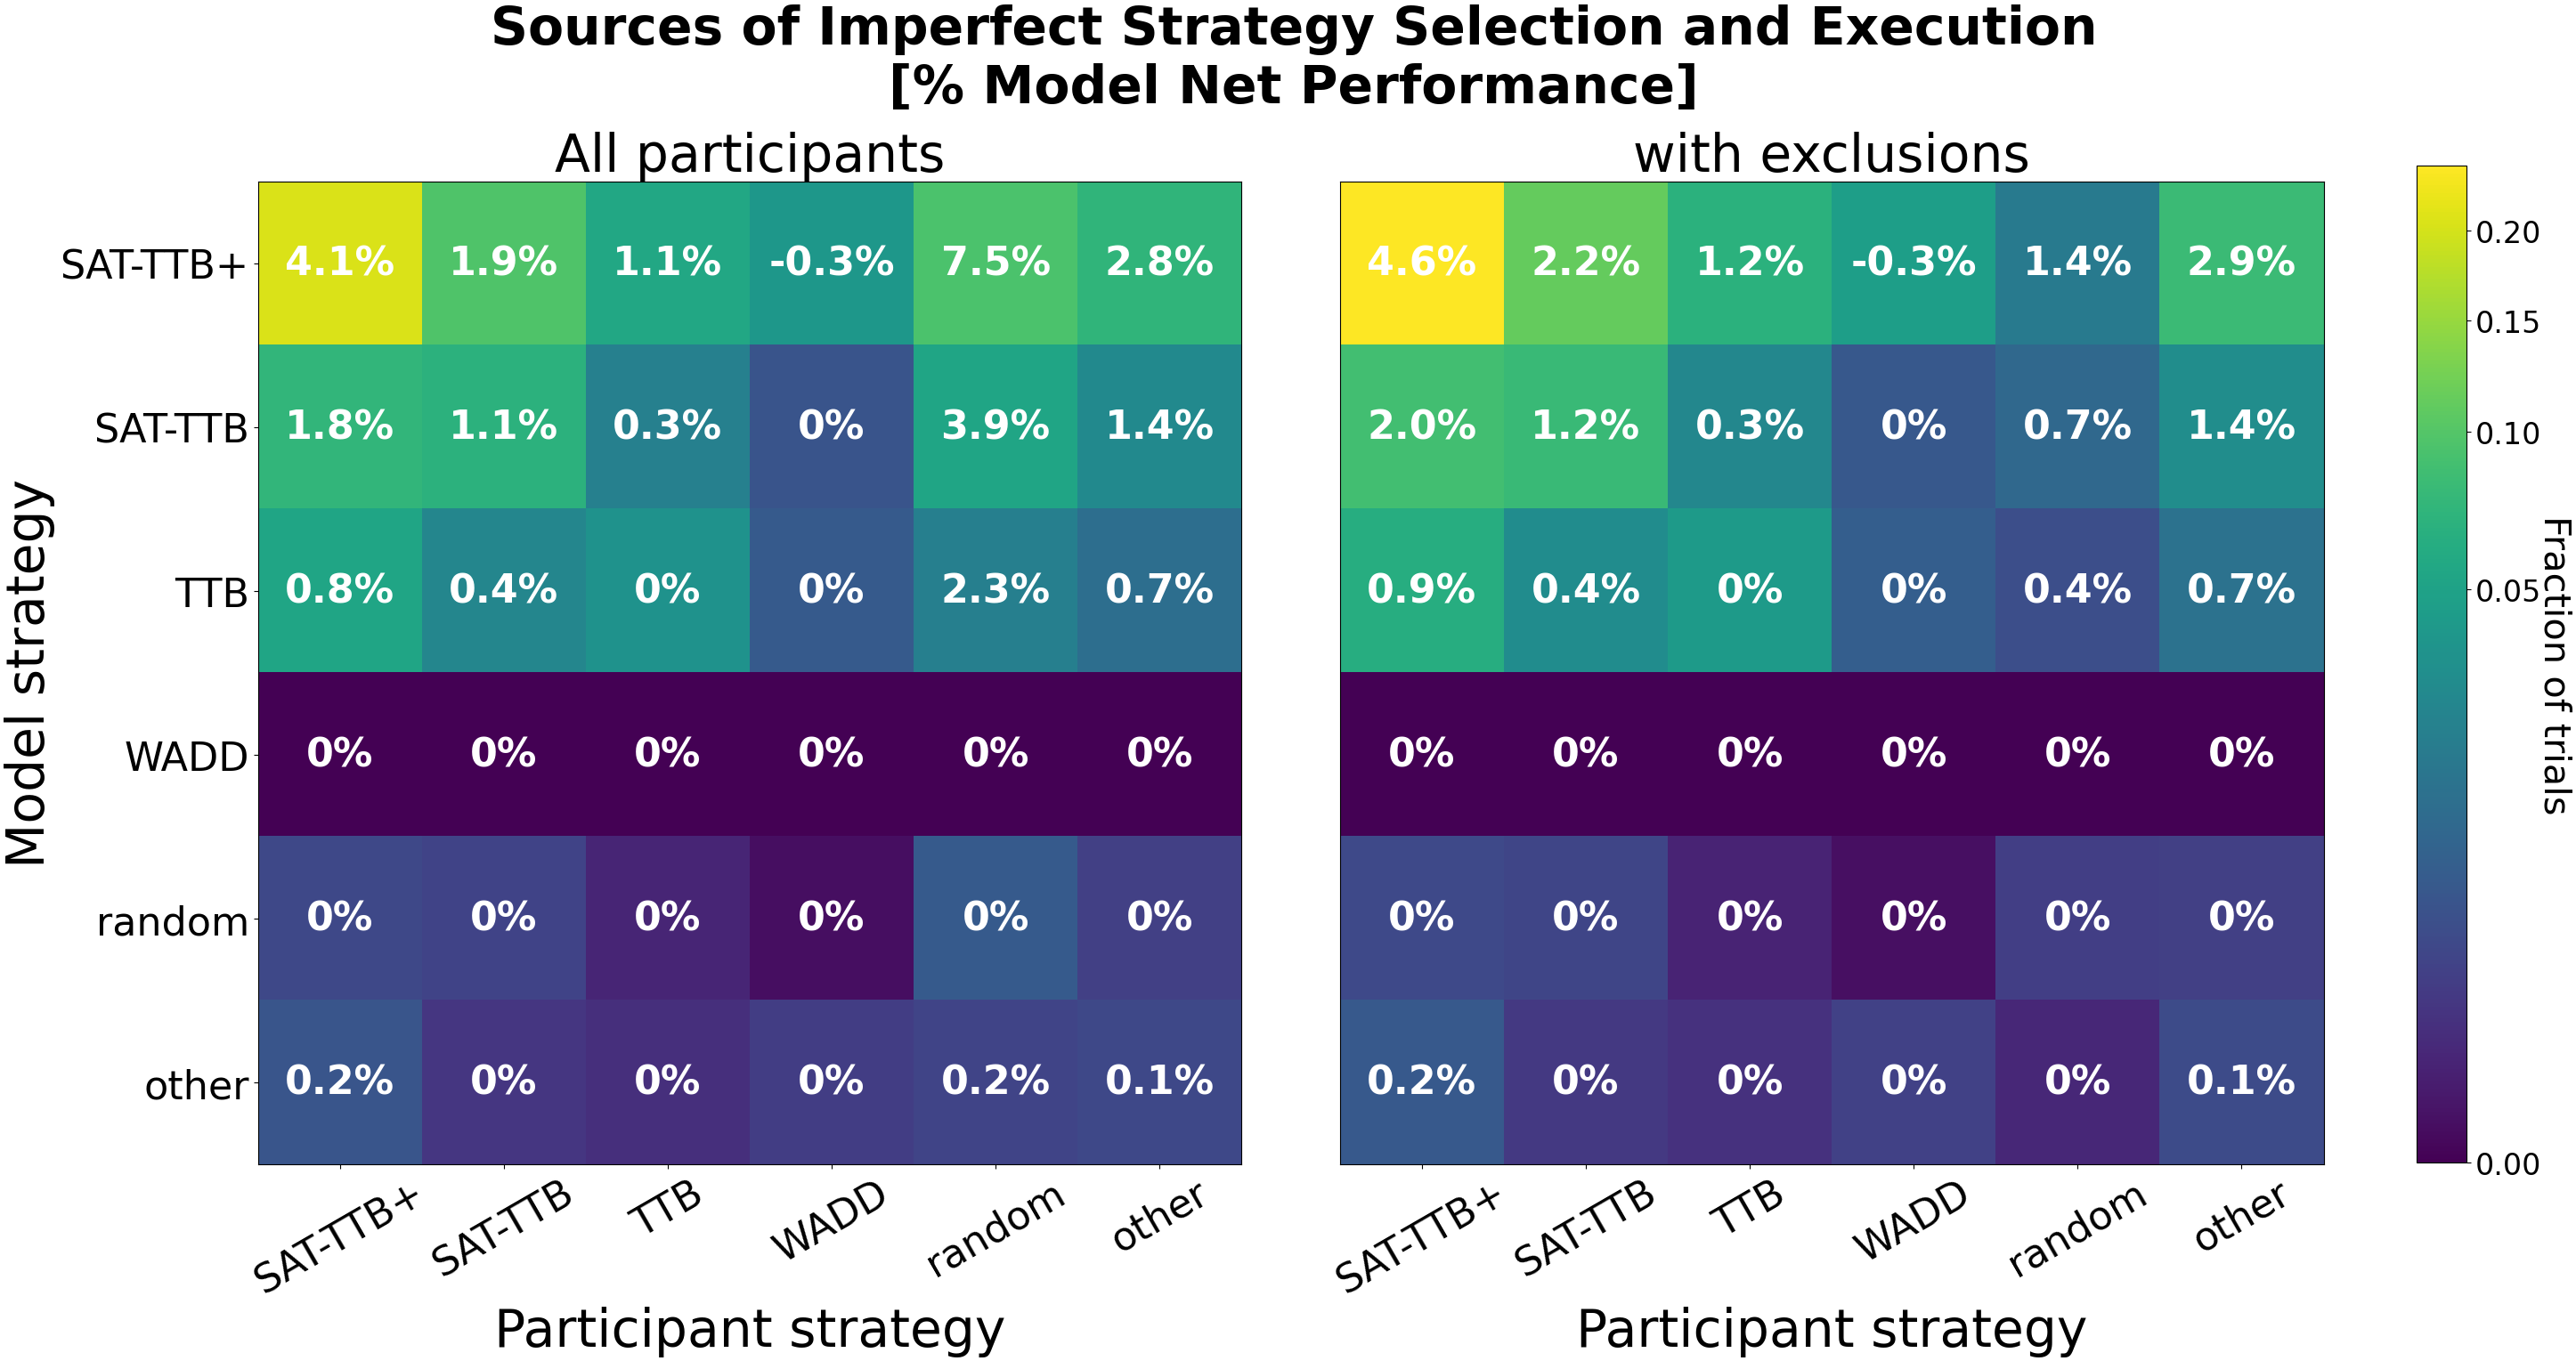 Sources of Imperfect Strategy Selection and Execution
[% Model Net Performance]
All participants
with exclusions
Model strategy
SAT-TTB+
4.1% 1.9% 1.1% -0.3% 7.5% 2.8%
4.6% 2.2% 1.2% -0.3% 1.4% 2.9%
SAT-TTB
1.8% 1.1% 0.3% 0% 3.9% 1.4%
2.0% 1.2% 0.3% 0% 0.7% 1.4%
TTB
0.8% 0.4% 0% 0% 2.3% 0.7%
0.9% 0.4% 0% 0% 0.4% 0.7%
WADD
0% 0% 0% 0% 0% 0%
0% 0% 0% 0% 0% 0%
random
0% 0% 0% 0% 0% 0%
0% 0% 0% 0% 0% 0%
other
0.2% 0% 0% 0% 0.2% 0.1%
0.2% 0% 0% 0% 0% 0.1%
SAT-TTB+ SAT-TTB TTB WADD random other
SAT-TTB+ SAT-TTB TTB WADD random other
Participant strategy
Participant strategy
0.20
0.15
0.10
0.05
0.00
Fraction of trials